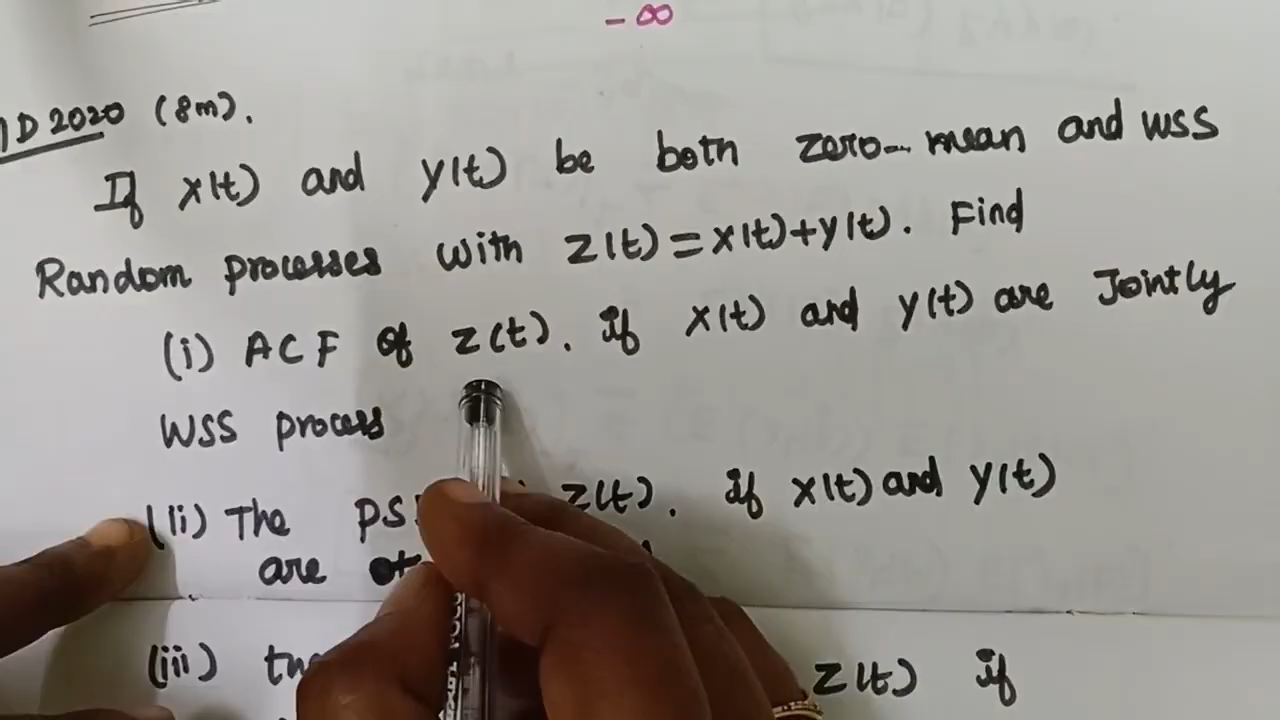 - ∞
D 2020 (8m).
If X(t) and Y(t) be both zero-mean and WSS
Random processes with Z(t) = X(t)+Y(t). Find
(i) ACF of Z(t). if X(t) and Y(t) are Jointly
WSS process
(ii) The Z(t). if X(t) and Y(t)
are
(iii) Z(t) if